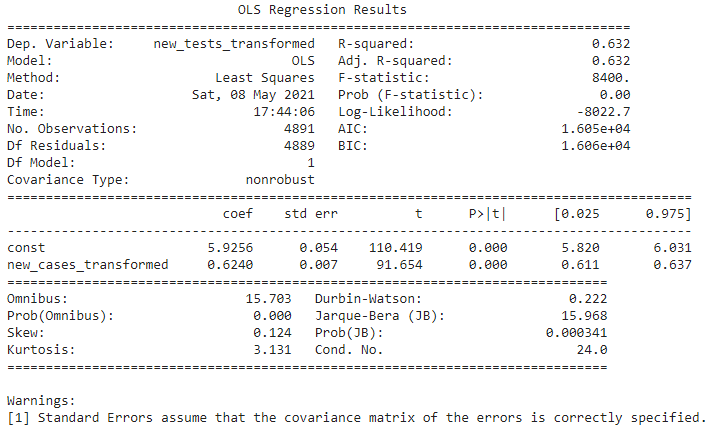 OLS Regression Results
==============================================================================
Dep. Variable:     new_tests_transformed   R-squared:                       0.632
Model:                            OLS   Adj. R-squared:                  0.632
Method:                 Least Squares   F-statistic:                     8400.
Date:                Sat, 08 May 2021   Prob (F-statistic):               0.00
Time:                        17:44:06   Log-Likelihood:                -8022.7
No. Observations:                4891   AIC:                         1.605e+04
Df Residuals:                    4889   BIC:                         1.606e+04
Df Model:                           1
Covariance Type:            nonrobust
=========================================================================================
                            coef    std err          t      P>|t|      [0.025      0.975]
-----------------------------------------------------------------------------------------
const                     5.9256      0.054    110.419      0.000       5.820       6.031
new_cases_transformed     0.6240      0.007     91.654      0.000       0.611       0.637
==============================================================================
Omnibus:                       15.703   Durbin-Watson:                   0.222
Prob(Omnibus):                  0.000   Jarque-Bera (JB):               15.968
Skew:                           0.124   Prob(JB):                     0.000341
Kurtosis:                       3.131   Cond. No.                         24.0
==============================================================================
Warnings:
[1] Standard Errors assume that the covariance matrix of the errors is correctly specified.